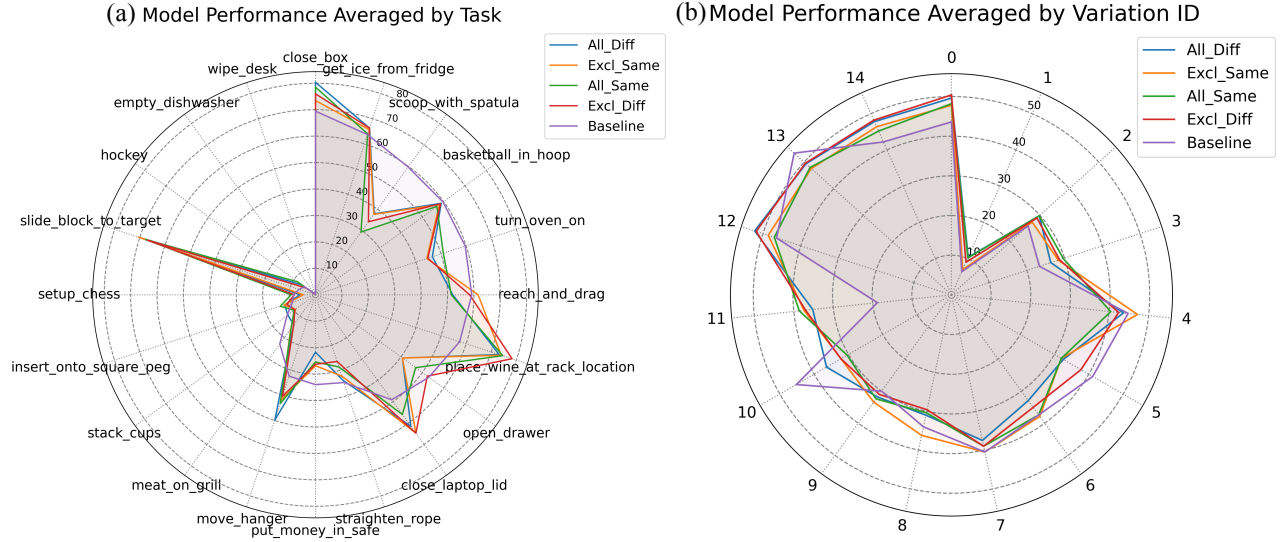 (a) Model Performance Averaged by Task
close_box
get_ice_from_fridge
scoop_with_spatula
basketball_in_hoop
turn_oven_on
reach_and_drag
place_wine_at_rack_location
open_drawer
close_laptop_lid
straighten_rope
put_money_in_safe
move_hanger
meat_on_grill
stack_cups
insert_onto_square_peg
setup_chess
slide_block_to_target
hockey
empty_dishwasher
wipe_desk
10
20
30
40
50
60
70
80
All_Diff
Excl_Same
All_Same
Excl_Diff
Baseline
(b) Model Performance Averaged by Variation ID
0
1
2
3
4
5
6
7
8
9
10
11
12
13
14
10
20
30
40
50
All_Diff
Excl_Same
All_Same
Excl_Diff
Baseline